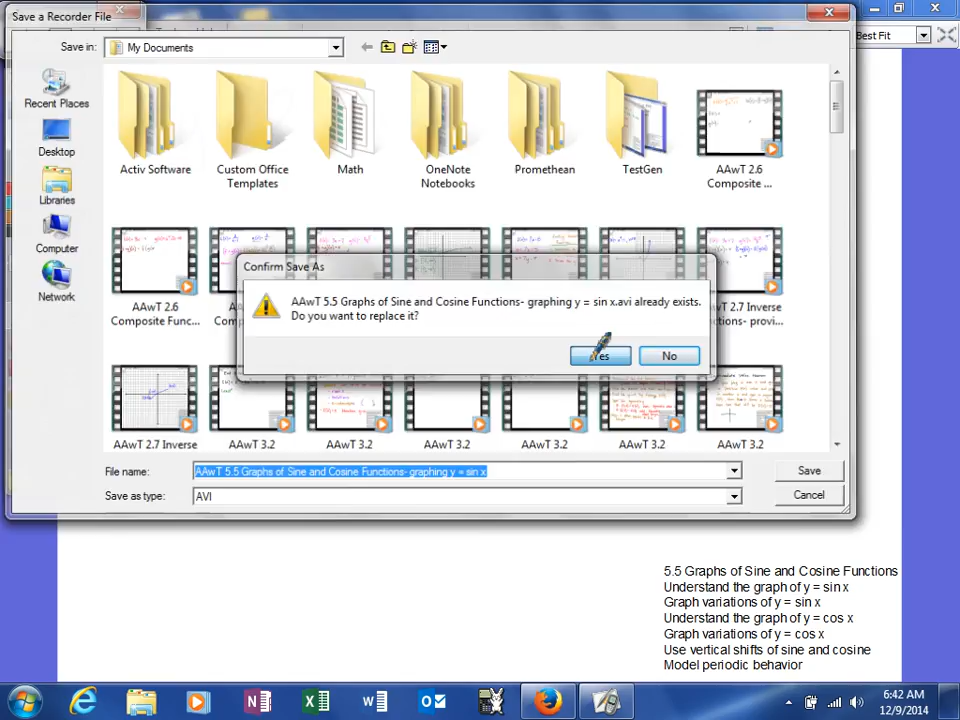 Save a Recorder File
Save in:
My Documents
Best Fit
Recent Places
Desktop
Libraries
Computer
Network
Activ Software
Custom Office
Templates
Math
OneNote
Notebooks
Promethean
TestGen
AAwT 2.6
Composite ...
AAwT 2.6
Composite Func...
AAwT 2.7 Inverse
AAwT 3.2
AAwT 3.2
AAwT 3.2
AAwT 3.2
AAwT 3.2
AAwT 3.2
T 2.7 Inverse
ctions- provi...
Confirm Save As
AAwT 5.5 Graphs of Sine and Cosine Functions- graphing y = sin x.avi already exists.
Do you want to replace it?
Yes
No
File name:
AAwT 5.5 Graphs of Sine and Cosine Functions- graphing y = sin x
Save
Save as type:
AVI
Cancel
5.5 Graphs of Sine and Cosine Functions
Understand the graph of y = sin x
Graph variations of y = sin x
Understand the graph of y = cos x
Graph variations of y = cos x
Use vertical shifts of sine and cosine
Model periodic behavior
6:42 AM
12/9/2014